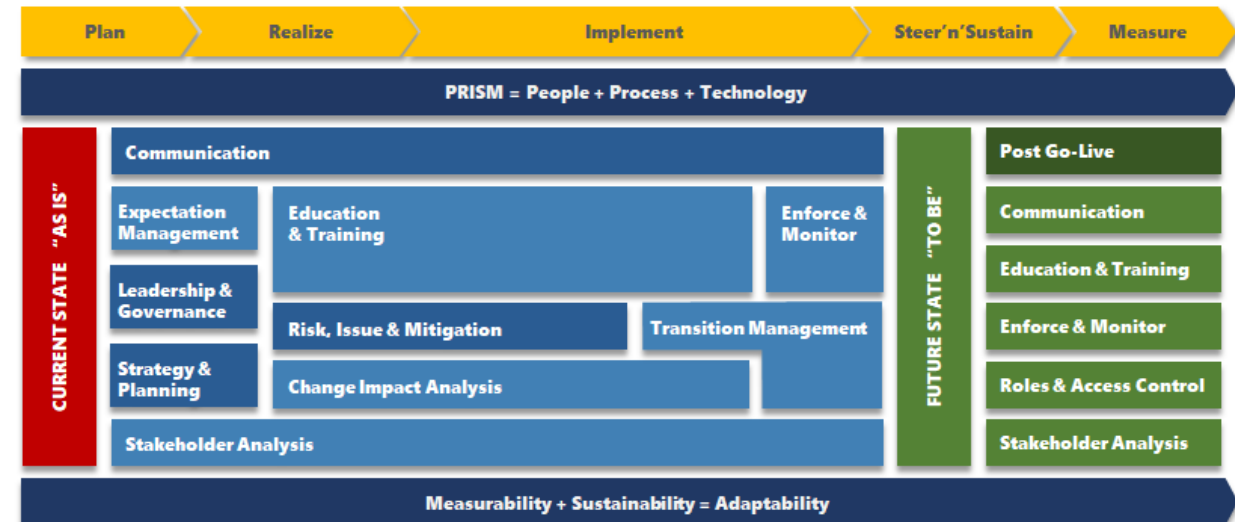 Plan
Realize
Implement
Steer'n'Sustain
Measure
PRISM = People + Process + Technology
CURRENT STATE "AS IS"
Communication
Expectation
Management
Education
& Training
Enforce &
Monitor
Leadership &
Governance
Risk, Issue & Mitigation
Transition Management
Strategy &
Planning
Change Impact Analysis
Stakeholder Analysis
FUTURE STATE "TO BE"
Post Go-Live
Communication
Education & Training
Enforce & Monitor
Roles & Access Control
Stakeholder Analysis
Measurability + Sustainability = Adaptability